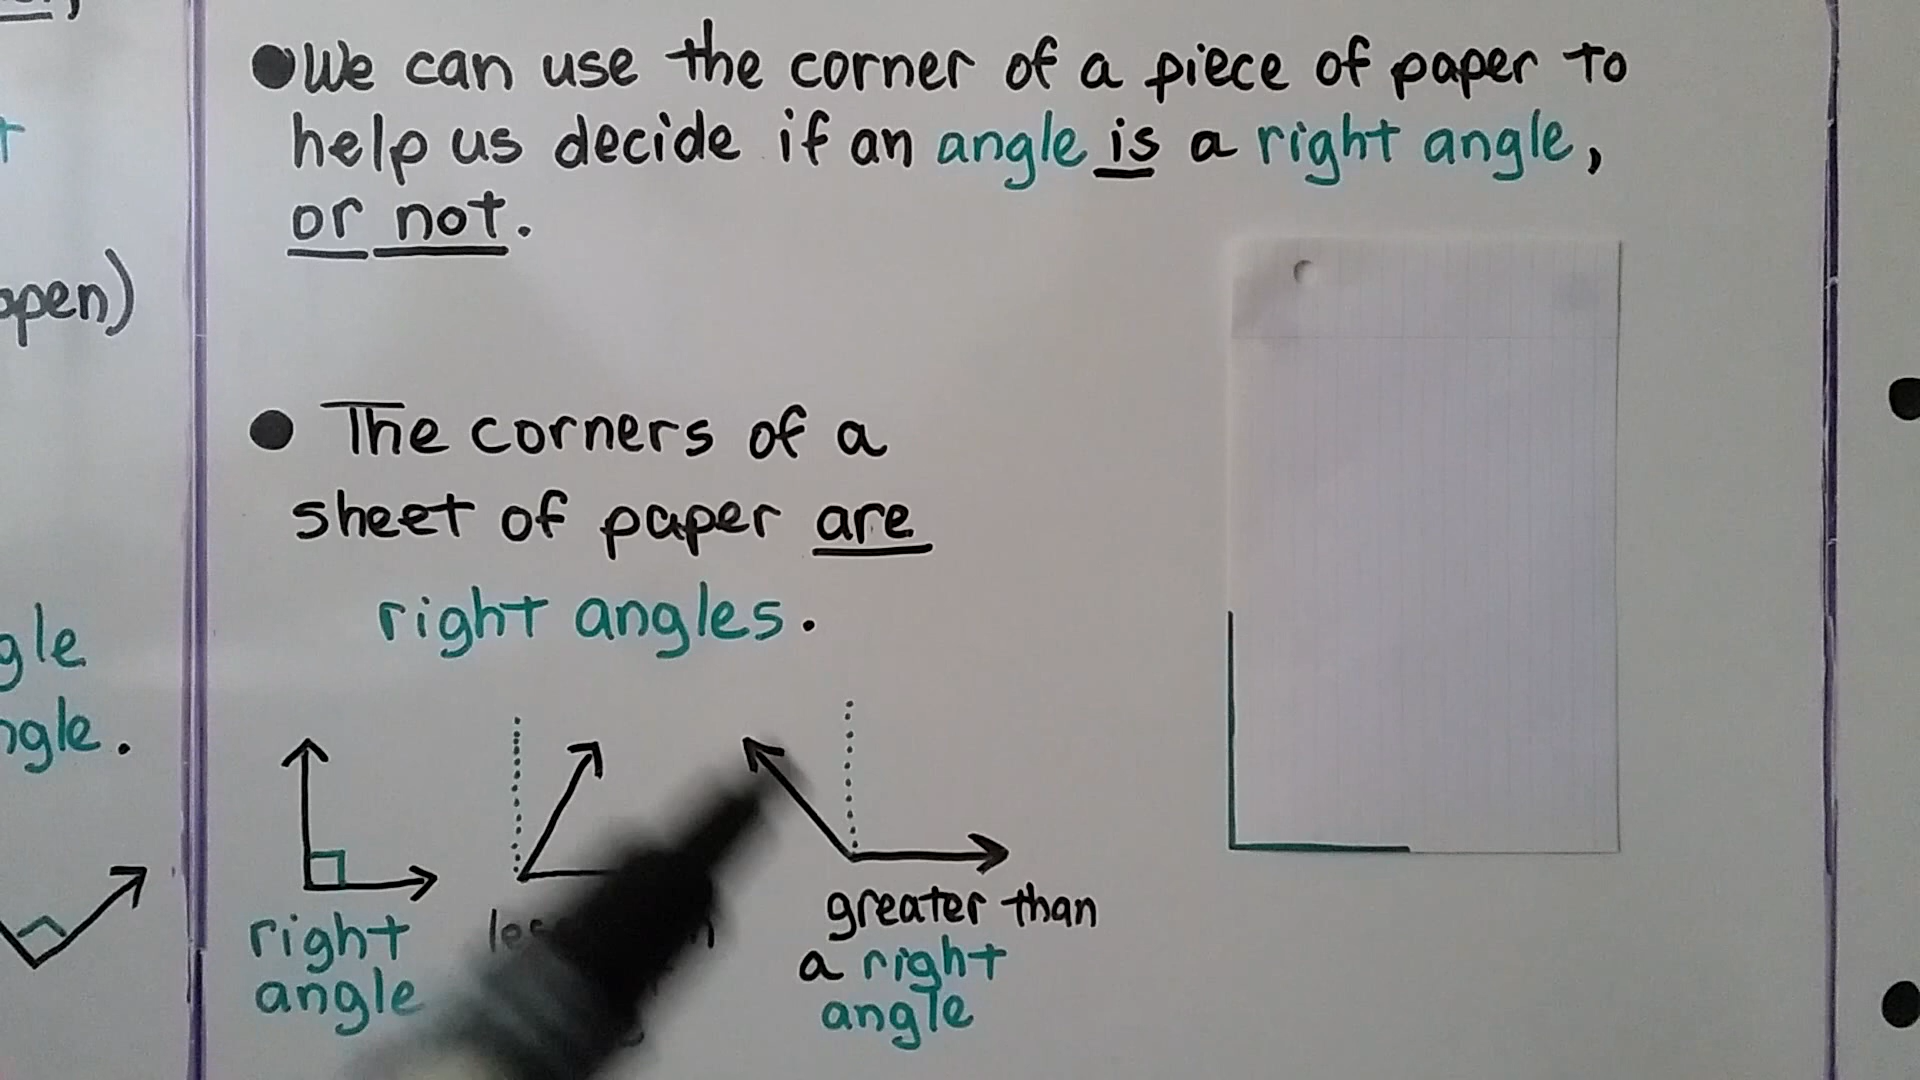 We can use the corner of a piece of paper to
help us decide if an angle is a right angle,
or not.
open)
The corners of a
sheet of paper are
right angles.
right
angle
greater than
a right
angle